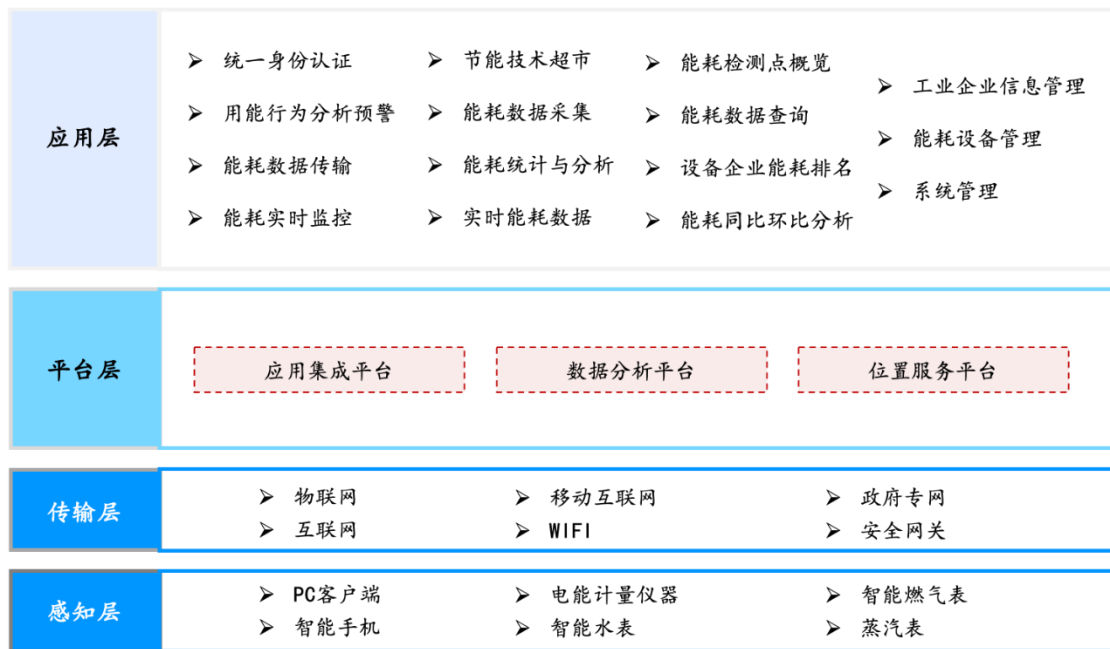 应用层
➢ 统一身份认证
➢ 用能行为分析预警
➢ 能耗数据传输
➢ 能耗实时监控
➢ 节能技术超市
➢ 能耗数据采集
➢ 能耗统计与分析
➢ 实时能耗数据
➢ 能耗检测点概览
➢ 能耗数据查询
➢ 设备企业能耗排名
➢ 能耗同比环比分析
➢ 工业企业信息管理
➢ 能耗设备管理
➢ 系统管理
平台层
应用集成平台
数据分析平台
位置服务平台
传输层
➢ 物联网
➢ 互联网
➢ 移动互联网
➢ WIFI
➢ 政府专网
➢ 安全网关
感知层
➢ PC客户端
➢ 智能手机
➢ 电能计量仪器
➢ 智能水表
➢ 智能燃气表
➢ 蒸汽表